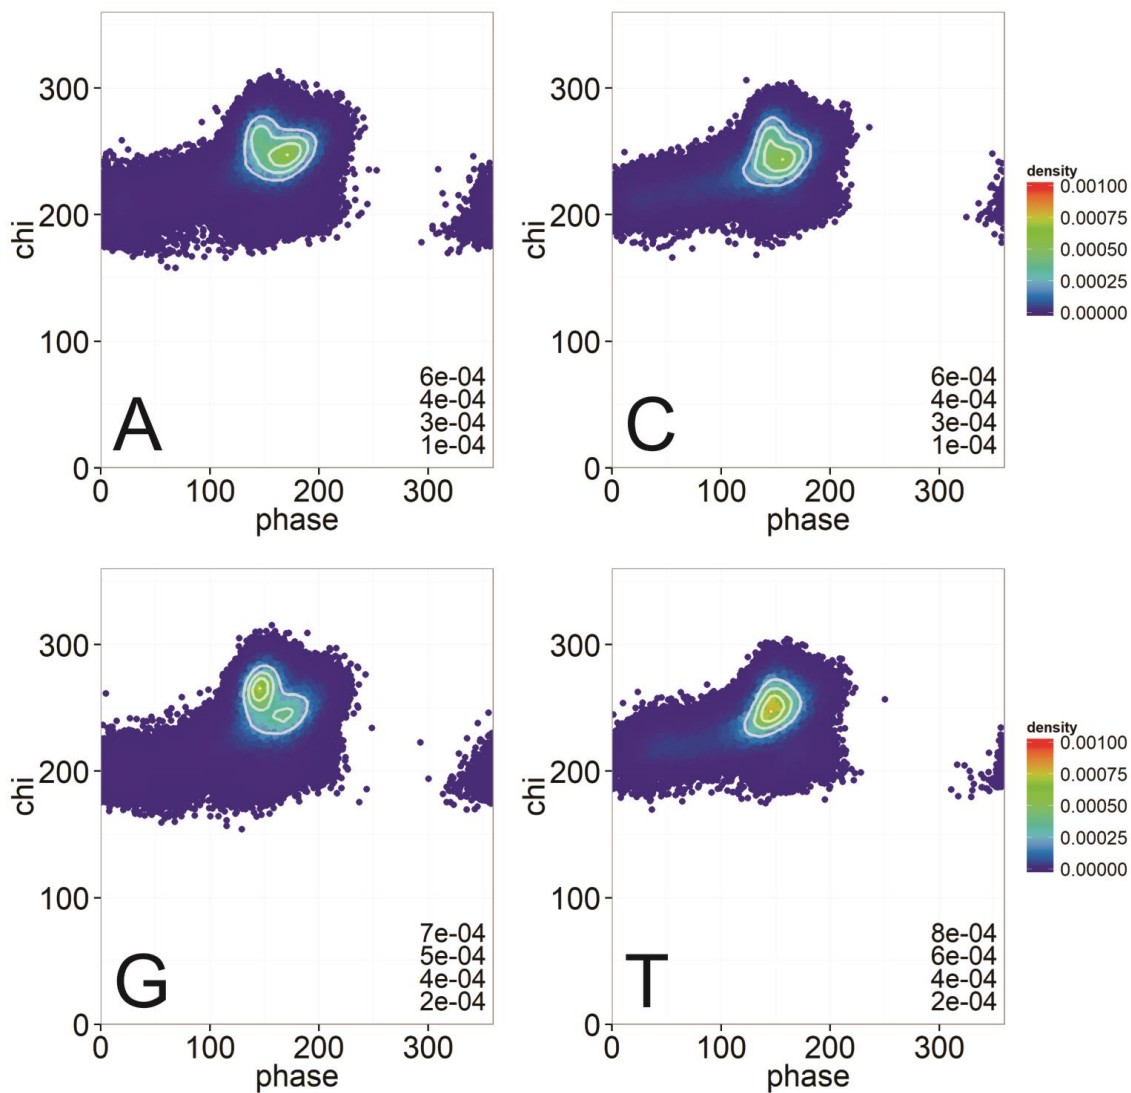 300
200
100
0
chi
A
6e-04
4e-04
3e-04
1e-04
0 100 200 300
phase
300
200
100
0
chi
C
6e-04
4e-04
3e-04
1e-04
0 100 200 300
phase
density
0.00100
0.00075
0.00050
0.00025
0.00000
300
200
100
0
chi
G
7e-04
5e-04
4e-04
2e-04
0 100 200 300
phase
300
200
100
0
chi
T
8e-04
6e-04
4e-04
2e-04
0 100 200 300
phase
density
0.00100
0.00075
0.00050
0.00025
0.00000